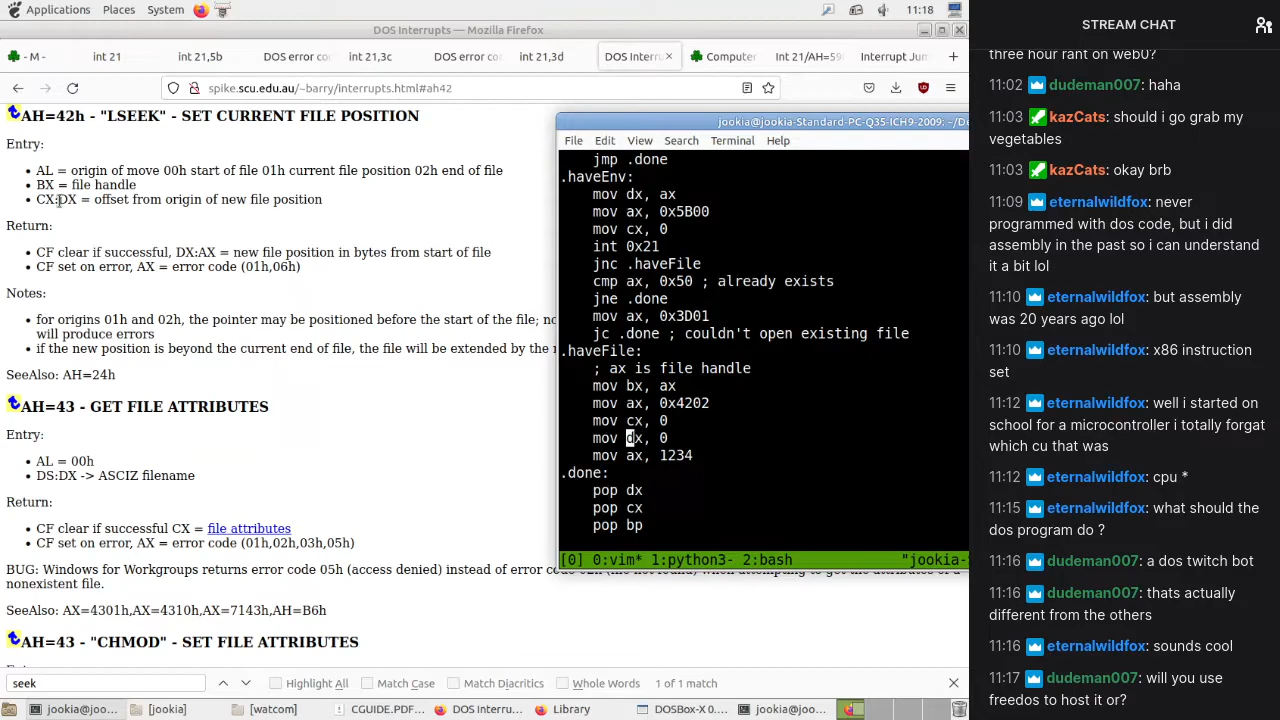 Applications Places System 11:18
DOS Interrupts — Mozilla Firefox
- M - int 21 int 21,5b DOS error co int 21,3c DOS error co int 21,3d DOS Interru Computer Int 21/AH=59 Interrupt Jum
spike.scu.edu.au/~barry/interrupts.html#ah42
AH=42h - "LSEEK" - SET CURRENT FILE POSITION
Entry:
• AL = origin of move 00h start of file 01h current file position 02h end of file
• BX = file handle
• CX:DX = offset from origin of new file position
Return:
• CF clear if successful, DX:AX = new file position in bytes from start of file
• CF set on error, AX = error code (01h,06h)
Notes:
• for origins 01h and 02h, the pointer may be positioned before the start of the file; no
will produce errors
• if the new position is beyond the current end of file, the file will be extended by the
SeeAlso: AH=24h
AH=43 - GET FILE ATTRIBUTES
Entry:
• AL = 00h
• DS:DX -> ASCIZ filename
Return:
• CF clear if successful CX = file attributes
• CF set on error, AX = error code (01h,02h,03h,05h)
BUG: Windows for Workgroups returns error code 05h (access denied) instead of error code
nonexistent file.
SeeAlso: AX=4301h,AX=4310h,AX=7143h,AH=B6h
AH=43 - "CHMOD" - SET FILE ATTRIBUTES
seek Highlight All Match Case Match Diacritics Whole Words 1 of 1 match
jookia@joo... [jookia] [watcom] CGUIDE.PDF... DOS Interru... Library DOSBox-X 0.... jookia@joo...
jookia@jookia-Standard-PC-Q35-ICH9-2009: ~/De
File Edit View Search Terminal Help
jmp .done
.haveEnv:
mov dx, ax
mov ax, 0x5B00
mov cx, 0
int 0x21
jnc .haveFile
cmp ax, 0x50 ; already exists
jne .done
mov ax, 0x3D01
jc .done ; couldn't open existing file
.haveFile:
; ax is file handle
mov bx, ax
mov ax, 0x4202
mov cx, 0
mov dx, 0
mov ax, 1234
.done:
pop dx
pop cx
pop bp
[0] 0:vim* 1:python3- 2:bash "jookia-S
STREAM CHAT
three hour rant on web0?
11:02 dudeman007: haha
11:03 kazCats: should i go grab my
vegetables
11:03 kazCats: okay brb
11:09 eternalwildfox: never
programmed with dos code, but i did
assembly in the past so i can understand
it a bit lol
11:10 eternalwildfox: but assembly
was 20 years ago lol
11:10 eternalwildfox: x86 instruction
set
11:12 eternalwildfox: well i started on
school for a microcontroller i totally forgat
which cu that was
11:12 eternalwildfox: cpu *
11:15 eternalwildfox: what should the
dos program do ?
11:16 dudeman007: a dos twitch bot
11:16 dudeman007: thats actually
different from the others
11:16 eternalwildfox: sounds cool
11:17 dudeman007: will you use
freedos to host it or?